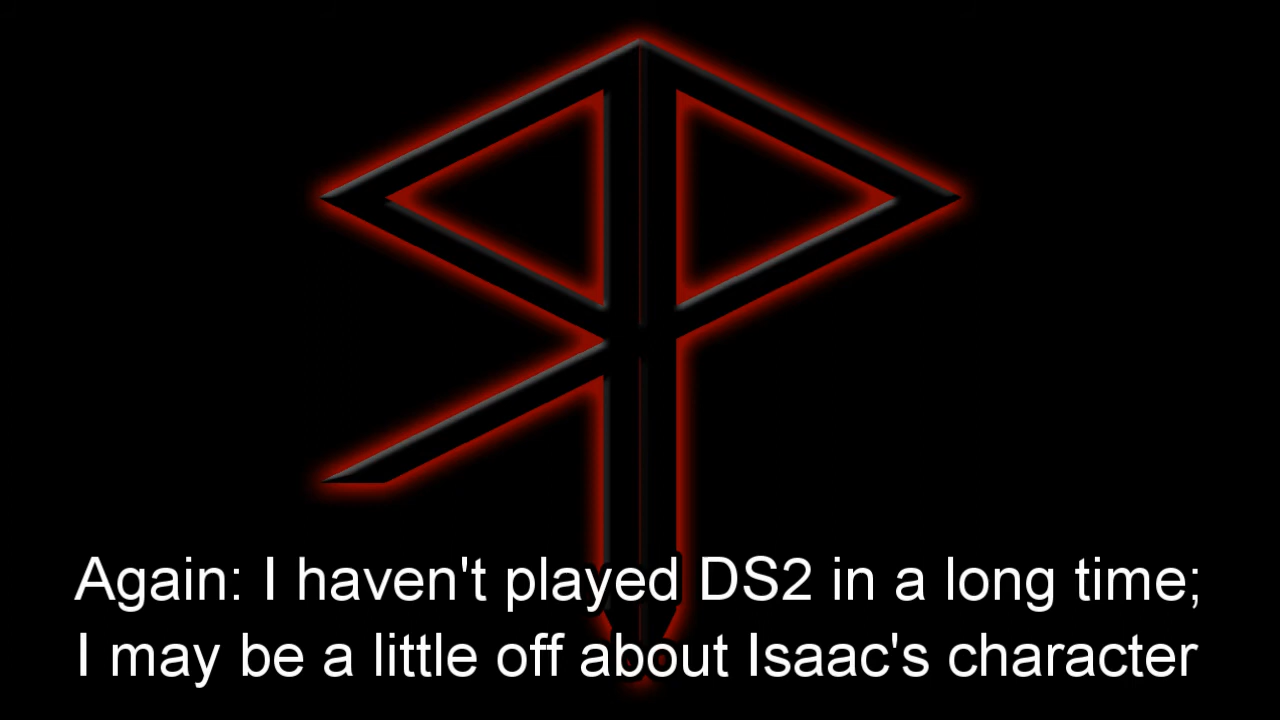 Again: I haven't played DS2 in a long time;
I may be a little off about Isaac's character